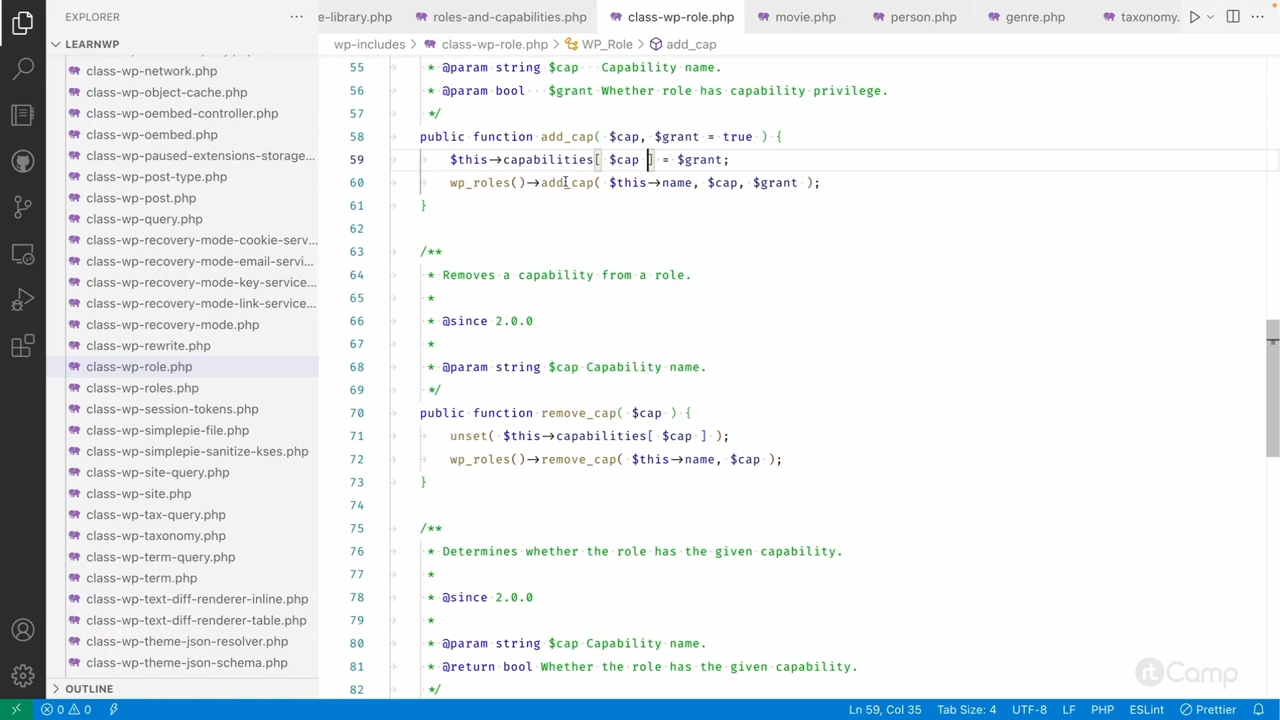 EXPLORER
e-library.php
roles-and-capabilities.php
class-wp-role.php
movie.php
person.php
genre.php
taxonomy.
LEARNWP
wp-includes
class-wp-role.php
WP_Role
add_cap
class-wp-network.php
class-wp-object-cache.php
class-wp-oembed-controller.php
class-wp-oembed.php
class-wp-paused-extensions-storage...
class-wp-post-type.php
class-wp-post.php
class-wp-query.php
class-wp-recovery-mode-cookie-serv...
class-wp-recovery-mode-email-servi...
class-wp-recovery-mode-key-service...
class-wp-recovery-mode-link-service...
class-wp-recovery-mode.php
class-wp-rewrite.php
class-wp-role.php
class-wp-roles.php
class-wp-session-tokens.php
class-wp-simplepie-file.php
class-wp-simplepie-sanitize-kses.php
class-wp-site-query.php
class-wp-site.php
class-wp-tax-query.php
class-wp-taxonomy.php
class-wp-term-query.php
class-wp-term.php
class-wp-text-diff-renderer-inline.php
class-wp-text-diff-renderer-table.php
class-wp-theme-json-resolver.php
class-wp-theme-json-schema.php
OUTLINE
55 * @param string $cap   Capability name.
56 * @param bool   $grant Whether role has capability privilege.
57 */
58 public function add_cap( $cap, $grant = true ) {
59 $this->capabilities[ $cap ] = $grant;
60 wp_roles()->add_cap( $this->name, $cap, $grant );
61 }
62
63 /**
64 * Removes a capability from a role.
65 *
66 * @since 2.0.0
67 *
68 * @param string $cap Capability name.
69 */
70 public function remove_cap( $cap ) {
71 unset( $this->capabilities[ $cap ] );
72 wp_roles()->remove_cap( $this->name, $cap );
73 }
74
75 /**
76 * Determines whether the role has the given capability.
77 *
78 * @since 2.0.0
79 *
80 * @param string $cap Capability name.
81 * @return bool Whether the role has the given capability.
82 */
rtCamp
0 0
Ln 59, Col 35
Tab Size: 4
UTF-8
LF
PHP
ESLint
Prettier